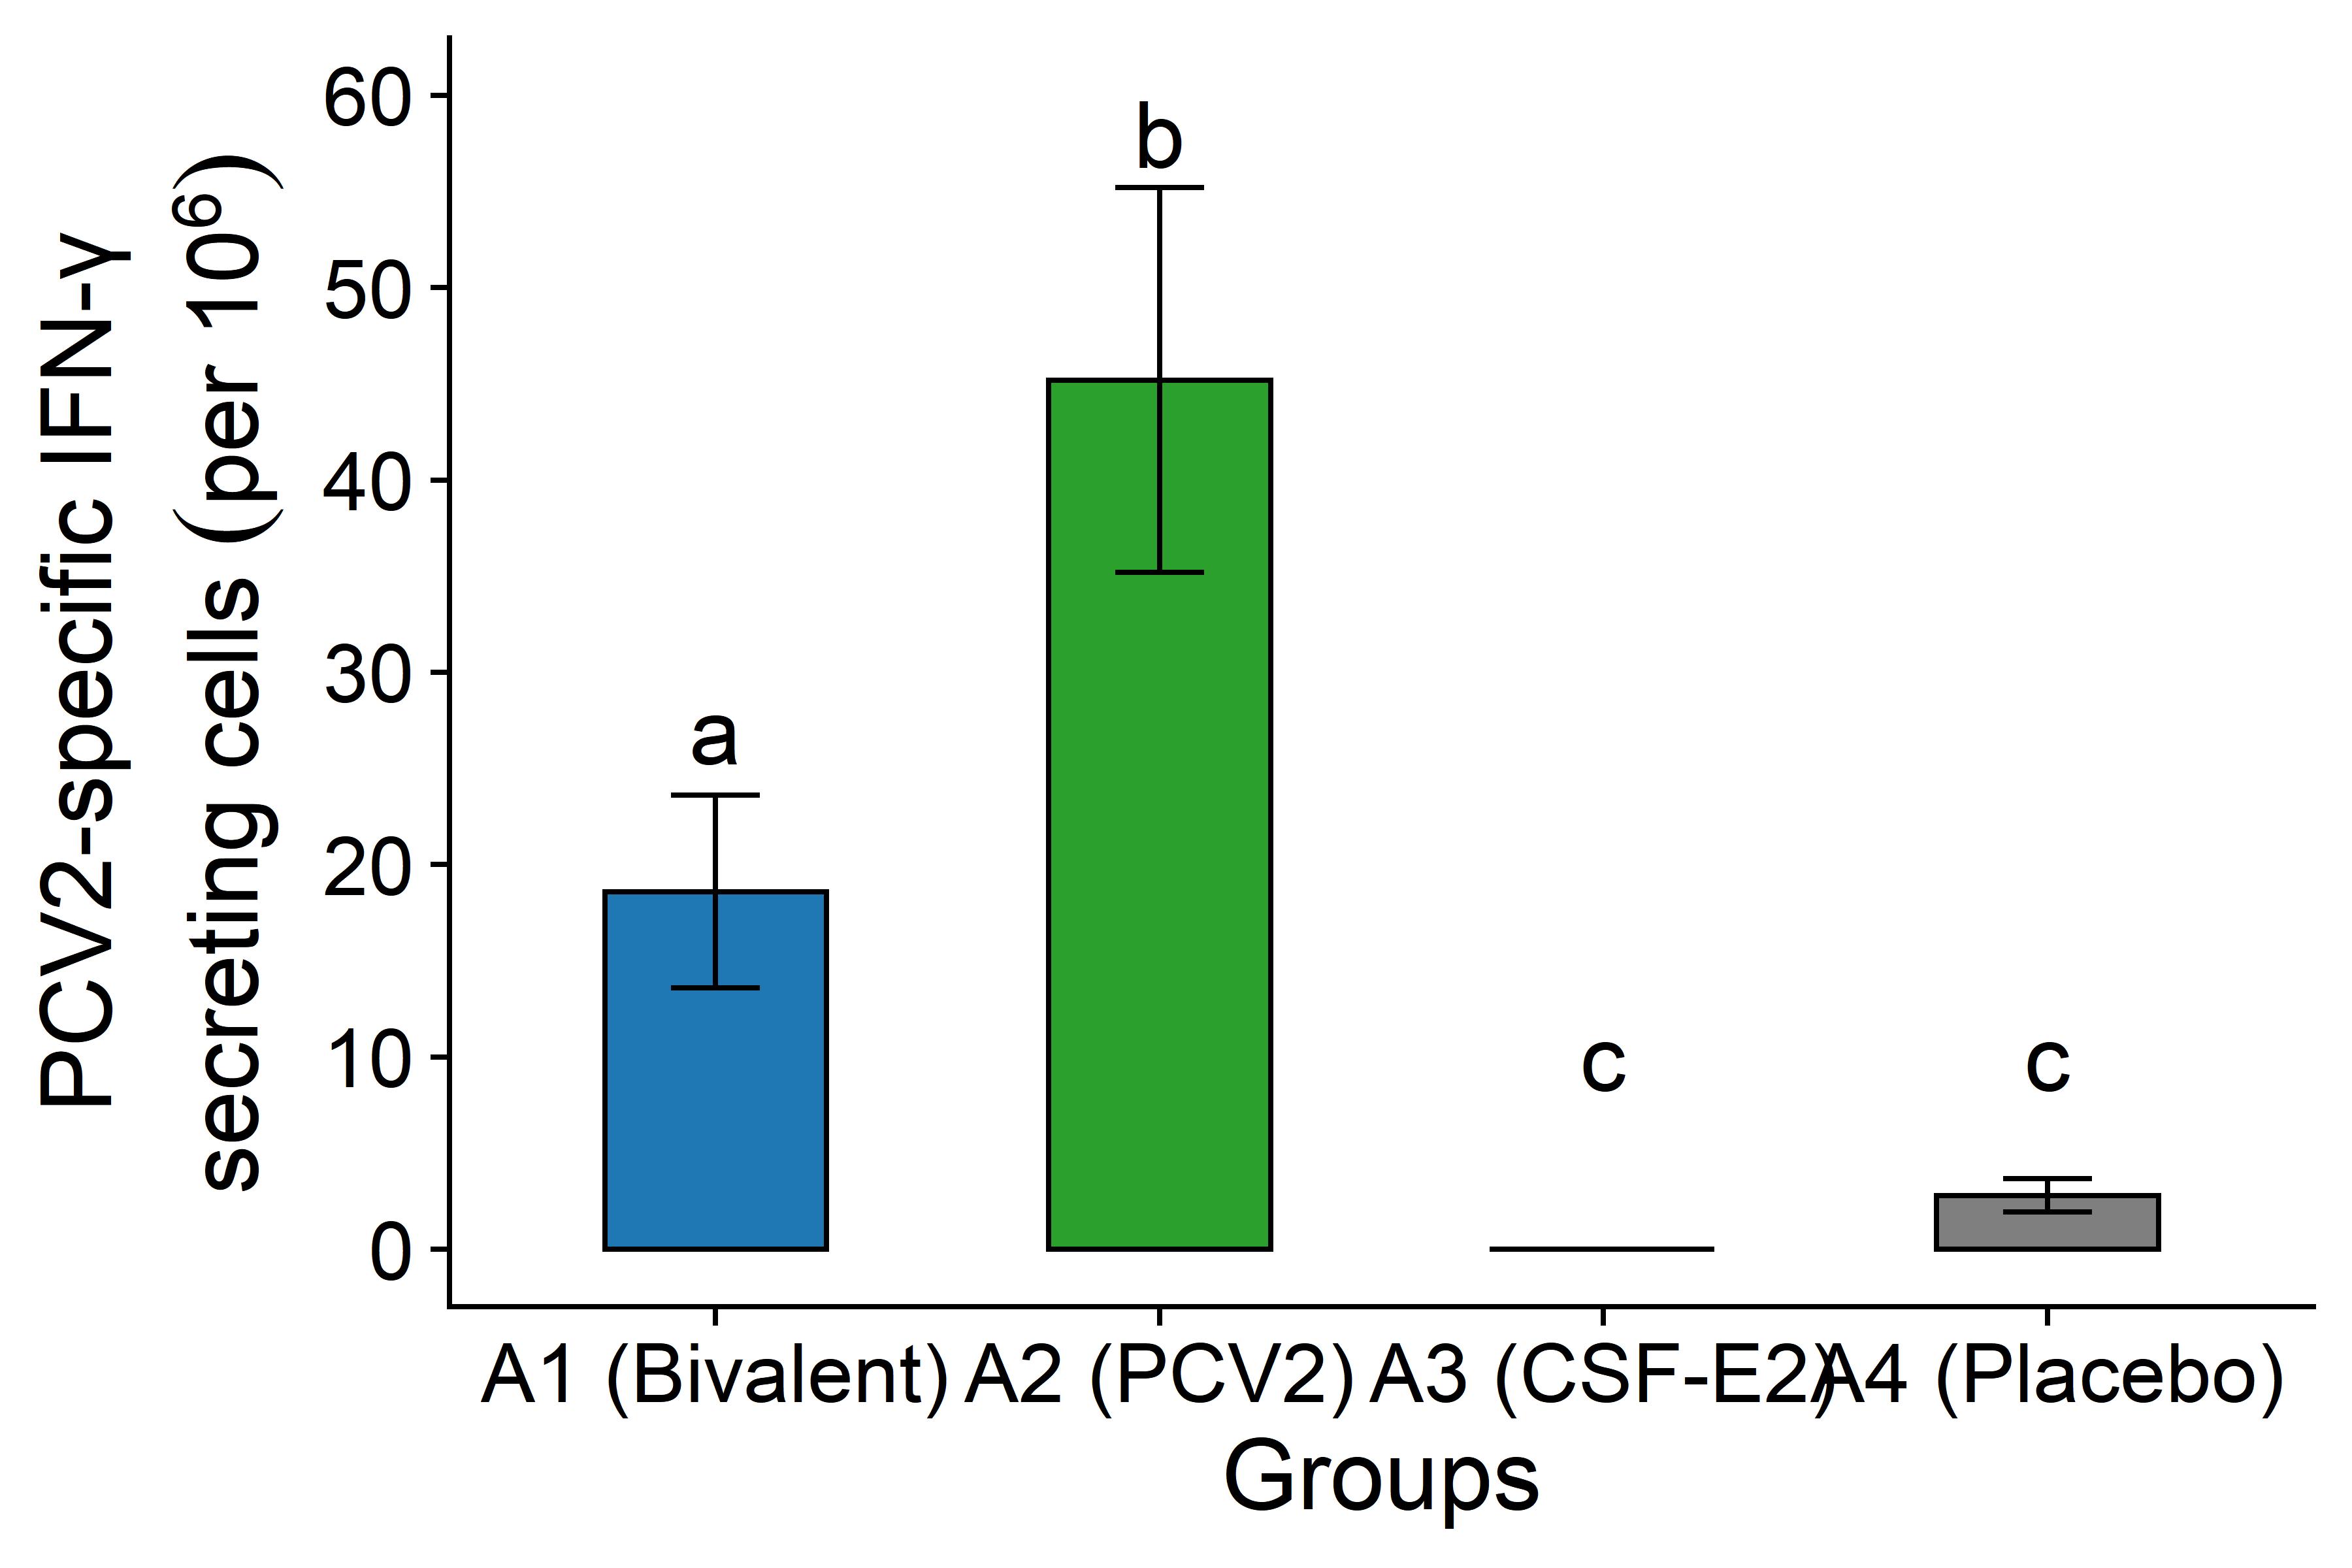 PCV2-specific IFN-γ
secreting cells (per 10⁶)
60
50
40
30
20
10
0
a
b
c
c
A1 (Bivalent)
A2 (PCV2)
A3 (CSF-E2)
A4 (Placebo)
Groups